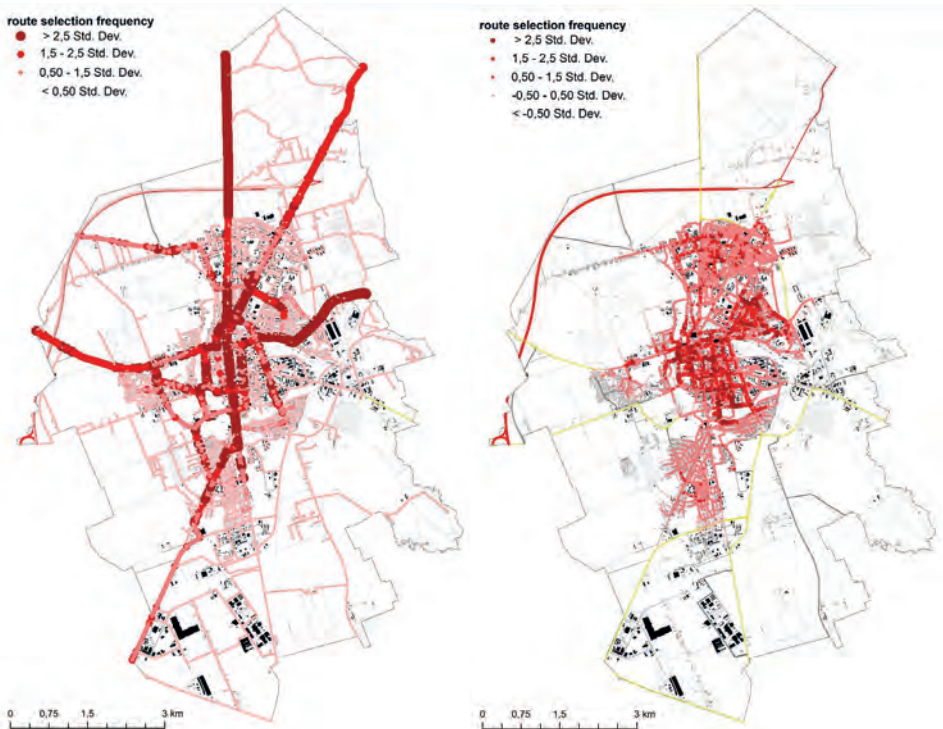 route selection frequency
> 2,5 Std. Dev.
1,5 - 2,5 Std. Dev.
0,50 - 1,5 Std. Dev.
< 0,50 Std. Dev.
0 0,75 1,5 3 km
route selection frequency
> 2,5 Std. Dev.
1,5 - 2,5 Std. Dev.
0,50 - 1,5 Std. Dev.
-0,50 - 0,50 Std. Dev.
< -0,50 Std. Dev.
0 0,75 1,5 3 km